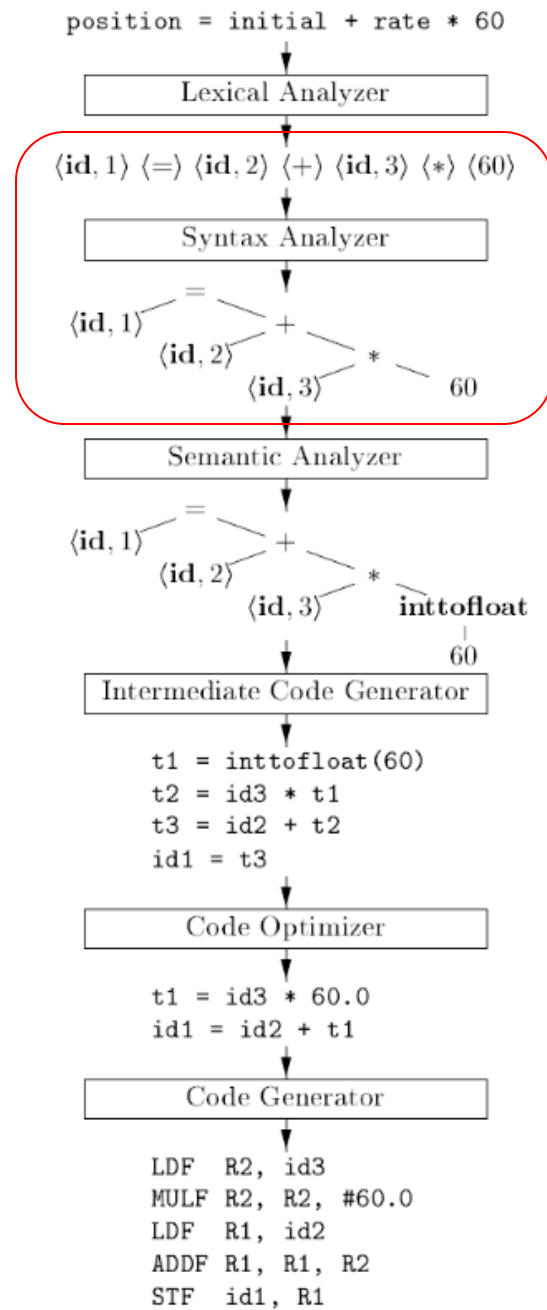 position = initial + rate * 60
Lexical Analyzer
⟨id, 1⟩ ⟨=⟩ ⟨id, 2⟩ ⟨+⟩ ⟨id, 3⟩ ⟨*⟩ ⟨60⟩
Syntax Analyzer
=
⟨id, 1⟩ +
⟨id, 2⟩ *
⟨id, 3⟩ 60
Semantic Analyzer
=
⟨id, 1⟩ +
⟨id, 2⟩ *
⟨id, 3⟩ inttofloat
60
Intermediate Code Generator
t1 = inttofloat(60)
t2 = id3 * t1
t3 = id2 + t2
id1 = t3
Code Optimizer
t1 = id3 * 60.0
id1 = id2 + t1
Code Generator
LDF R2, id3
MULF R2, R2, #60.0
LDF R1, id2
ADDF R1, R1, R2
STF id1, R1